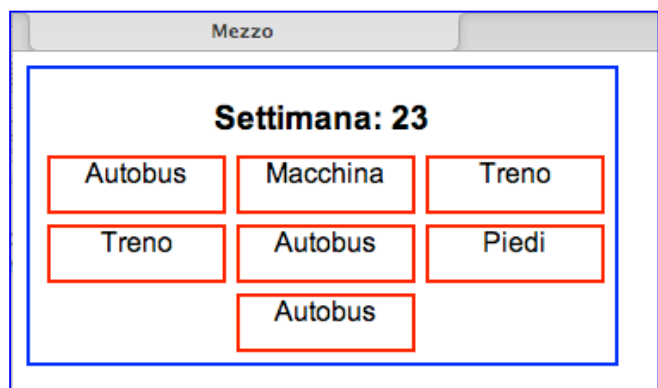 Mezzo
Settimana: 23
Autobus Macchina Treno
Treno Autobus Piedi
Autobus